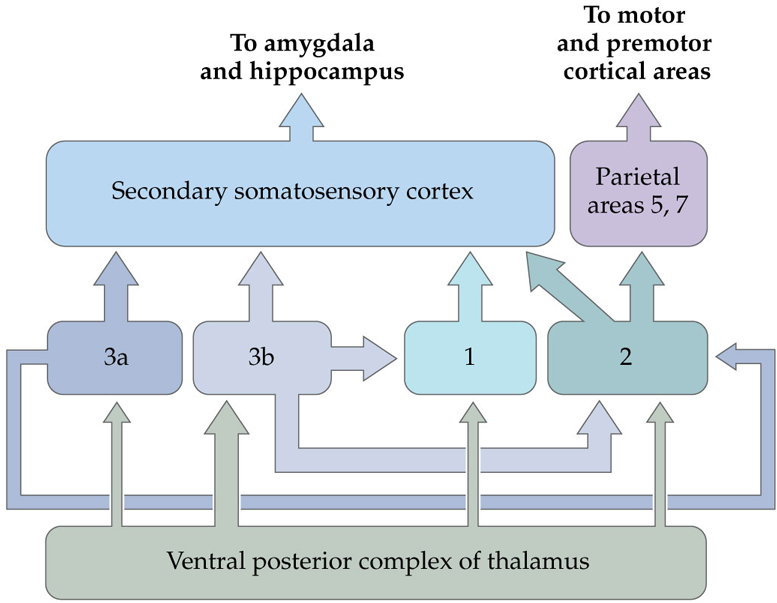 To amygdala
and hippocampus
To motor
and premotor
cortical areas
Secondary somatosensory cortex
Parietal
areas 5, 7
3a
3b
1
2
Ventral posterior complex of thalamus